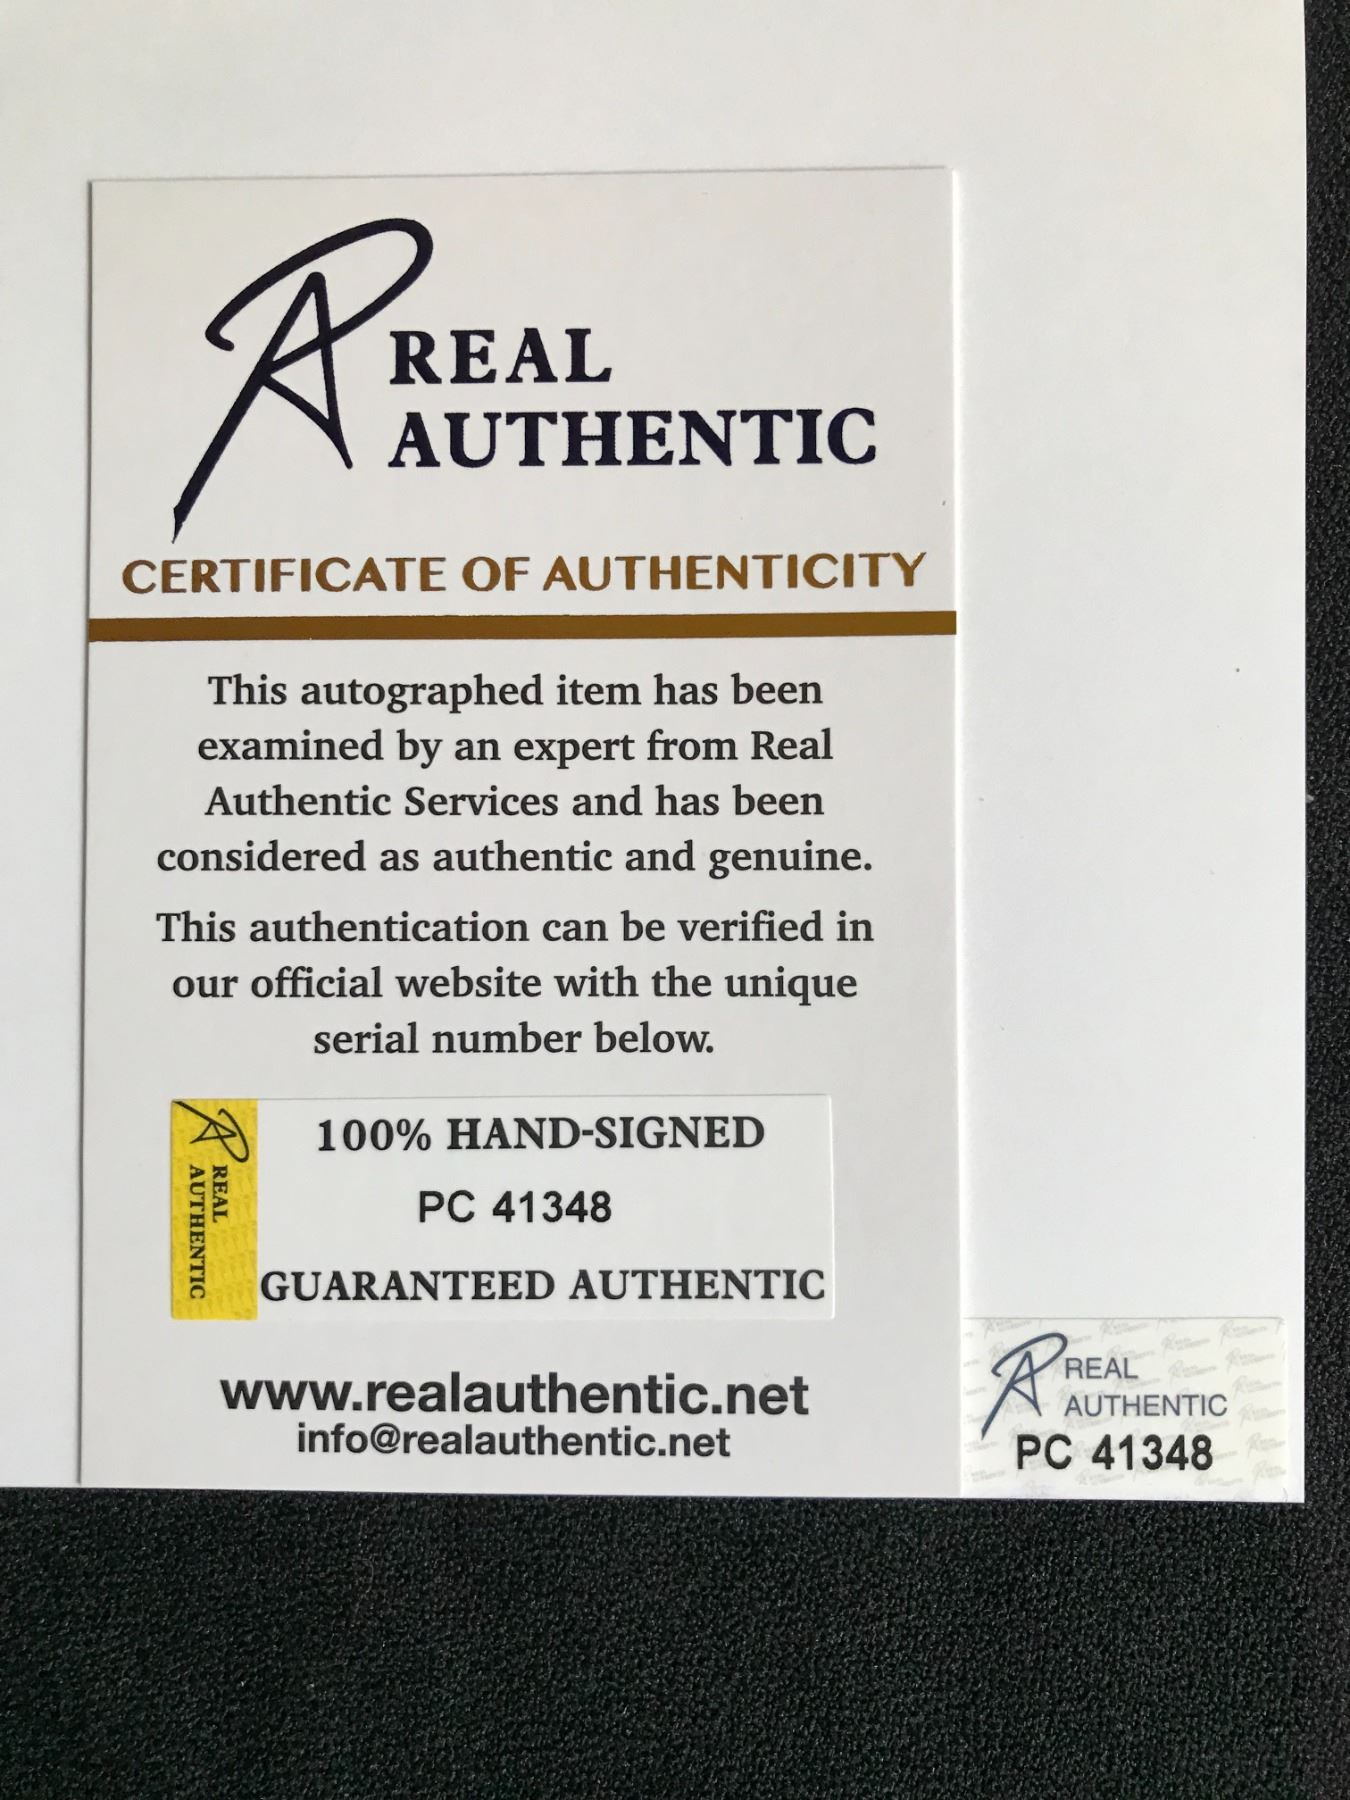 REAL
AUTHENTIC
CERTIFICATE OF AUTHENTICITY
This autographed item has been
examined by an expert from Real
Authentic Services and has been
considered as authentic and genuine.
This authentication can be verified in
our official website with the unique
serial number below.
REAL
AUTHENTIC
100% HAND-SIGNED
PC 41348
GUARANTEED AUTHENTIC
www.realauthentic.net
info@realauthentic.net
REAL
AUTHENTIC
PC 41348